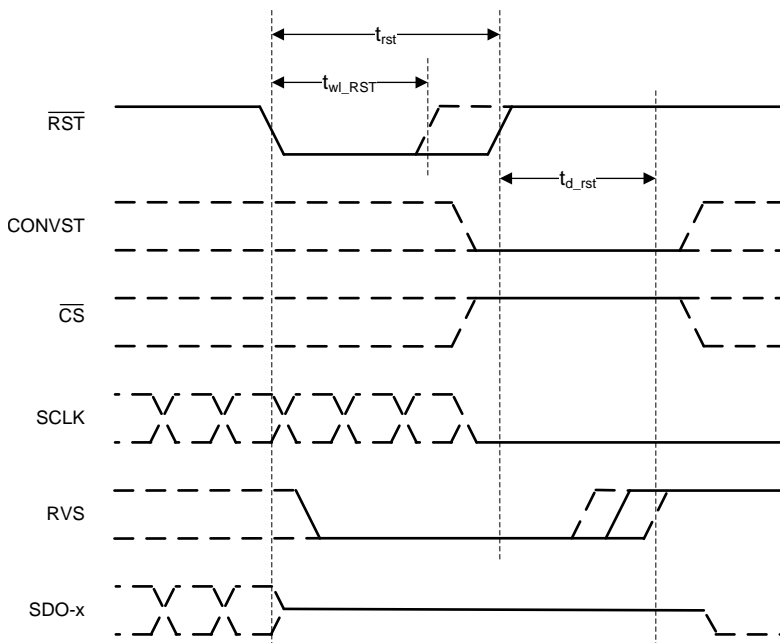 t_rst
t_wl_RST
RST
t_d_rst
CONVST
CS
SCLK
RVS
SDO-x